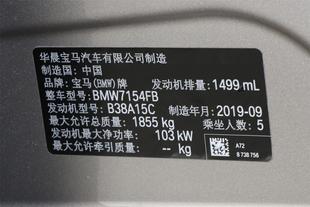 华晨宝马汽车有限公司制造
制造国：中国
品牌：宝马(BMW)牌 发动机排量：1499 mL
整车型号：BMW7154FB
发动机型号：B38A15C 制造年月：2019-09
最大允许总质量：1855 kg 乘坐人数：5
发动机最大净功率：103 kW
最大允许牵引质量：-- kg
A72
8 738 756